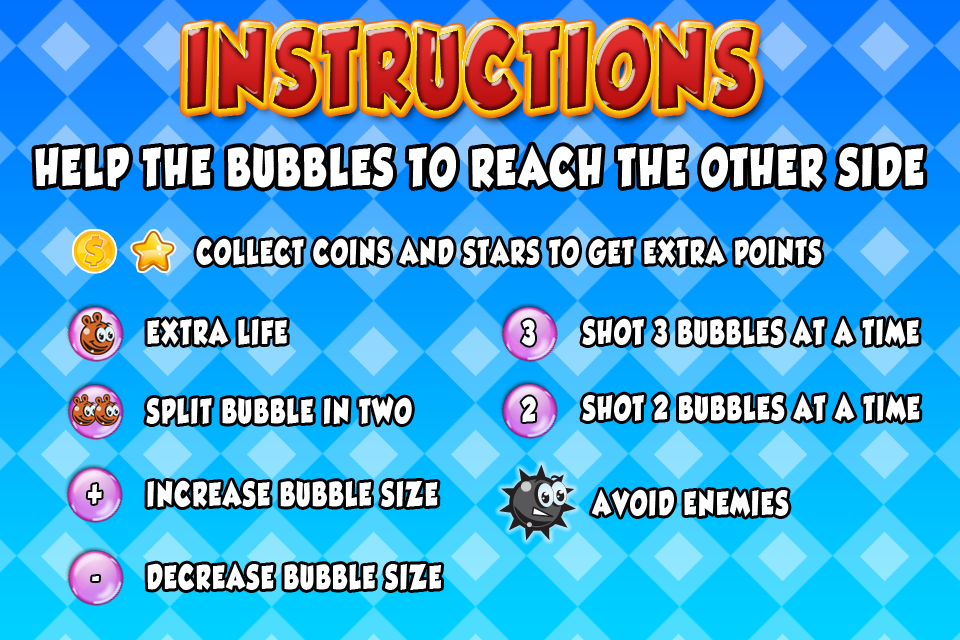 INSTRUCTIONS
HELP THE BUBBLES TO REACH THE OTHER SIDE
$ COLLECT COINS AND STARS TO GET EXTRA POINTS
EXTRA LIFE
SPLIT BUBBLE IN TWO
+ INCREASE BUBBLE SIZE
- DECREASE BUBBLE SIZE
3 SHOT 3 BUBBLES AT A TIME
2 SHOT 2 BUBBLES AT A TIME
AVOID ENEMIES